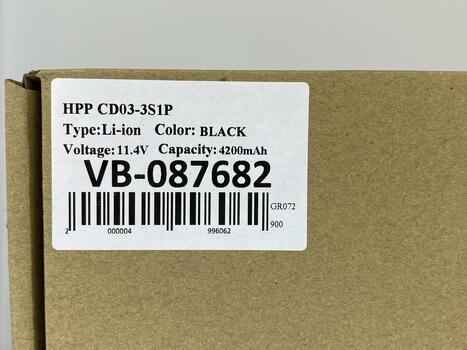 HPP CD03-3S1P
Type:Li-ion Color: BLACK
Voltage: 11.4V Capacity: 4200mAh
VB-087682
GR072
900
2 000004 996062